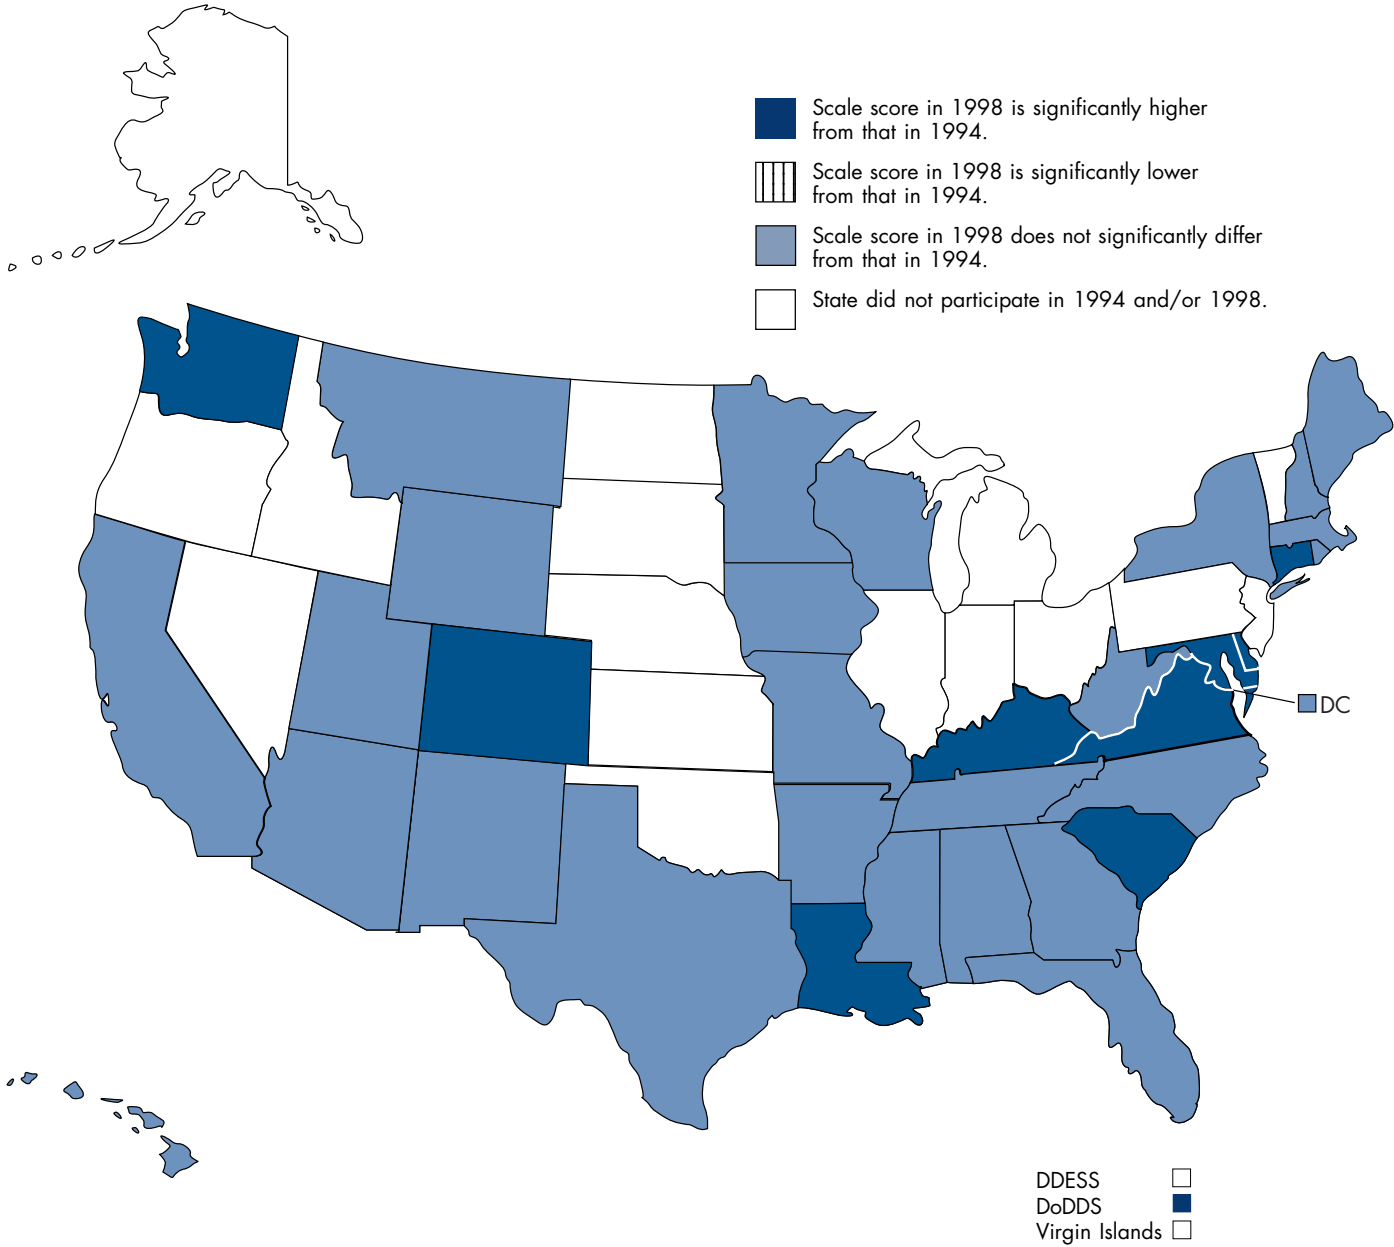 Scale score in 1998 is significantly higher
from that in 1994.
Scale score in 1998 is significantly lower
from that in 1994.
Scale score in 1998 does not significantly differ
from that in 1994.
State did not participate in 1994 and/or 1998.
DC
DDESS
DoDDS
Virgin Islands